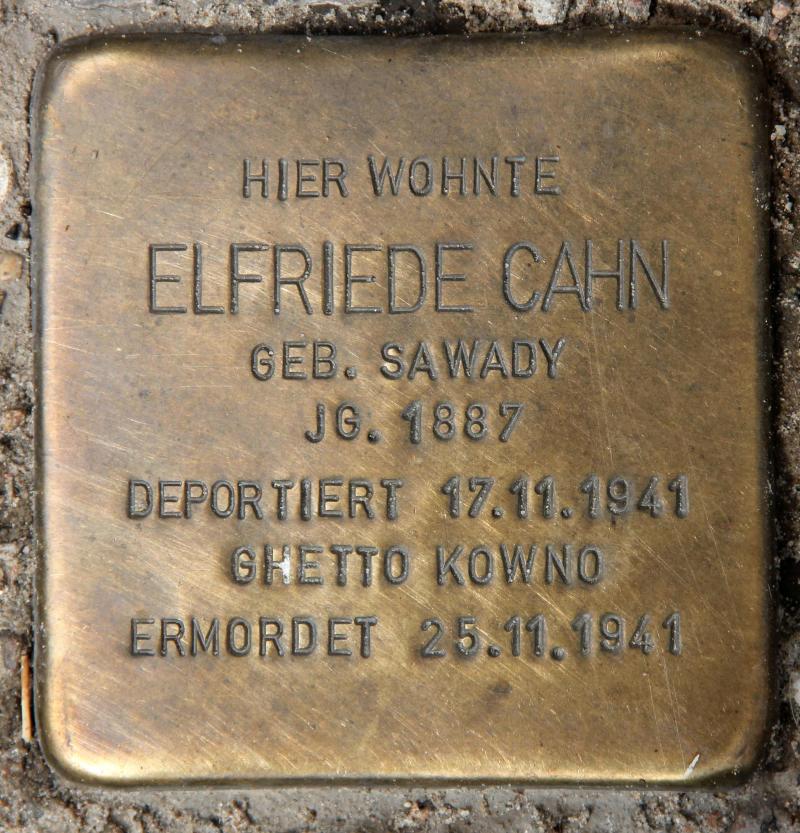 HIER WOHNTE
ELFRIEDE CAHN
GEB. SAWADY
JG. 1887
DEPORTIERT 17.11.1941
GHETTO KOWNO
ERMORDET 25.11.1941